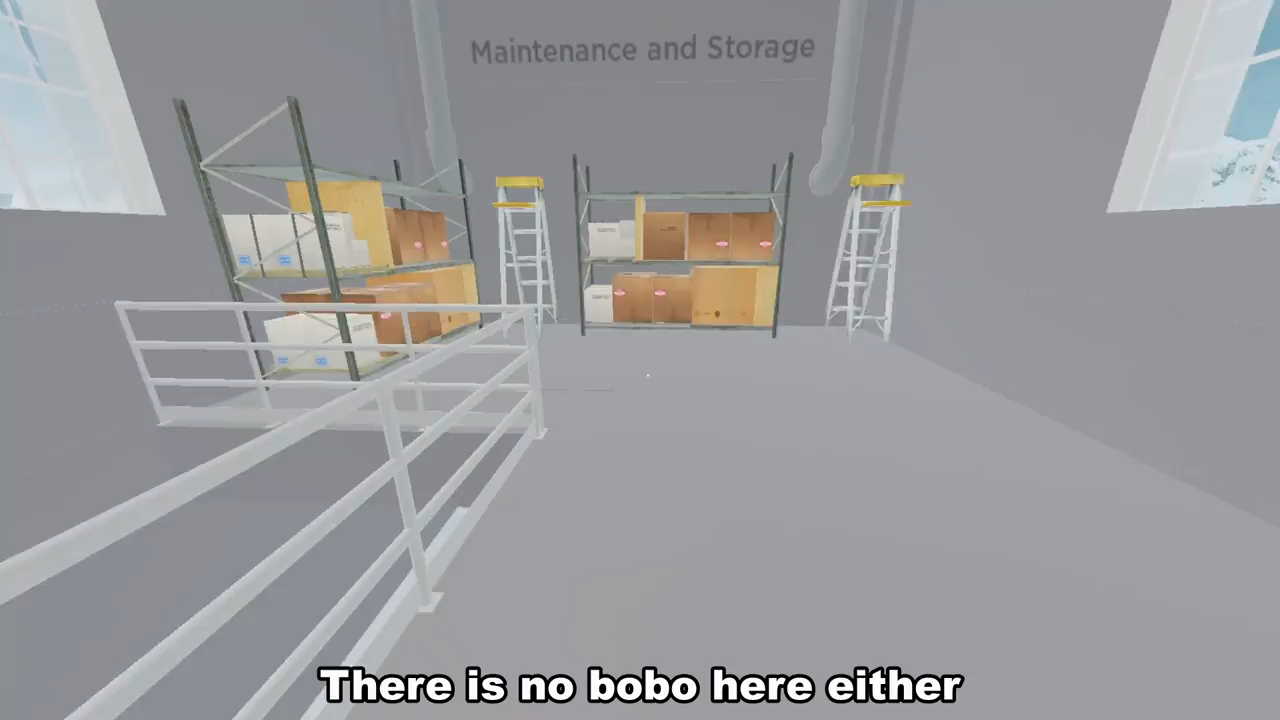 Maintenance and Storage
There is no bobo here either